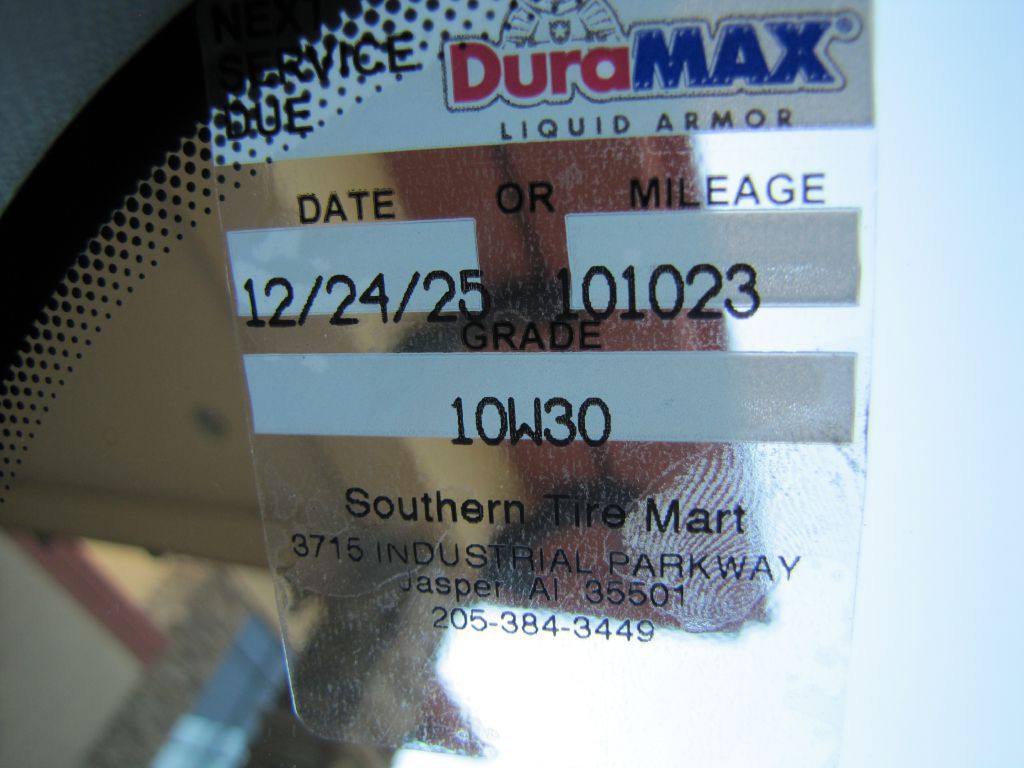 NEXT
SERVICE
DUE
DURAMAX®
LIQUID ARMOR
DATE OR MILEAGE
12/24/25 101023
GRADE
10W30
Southern Tire Mart
3715 INDUSTRIAL PARKWAY
Jasper Al 35501
205-384-3449